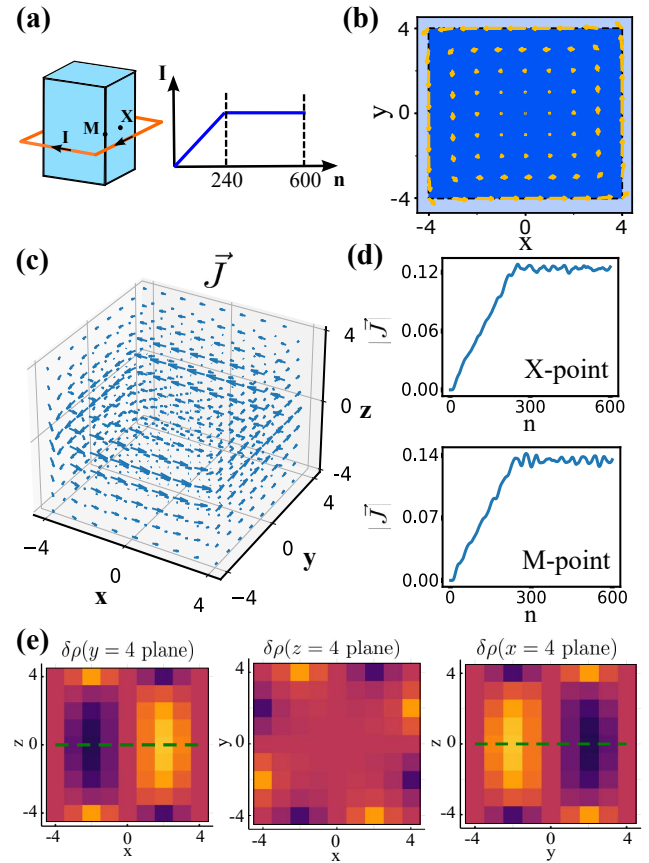 (a)
I
M
X
I
240
600
n
(b)
4
y
0
-4
-4
0
4
x
(c)
J⃗
4
0
z
-4
-4
0
4
x
-4
0
4
y
(d)
0.12
|J⃗|
0.06
0.00
X-point
0
300
600
n
0.14
|J⃗|
0.07
0.00
M-point
0
300
600
n
(e)
δρ(y = 4 plane)
4
z
0
-4
-4
0
4
x
δρ(z = 4 plane)
4
y
0
-4
-4
0
4
x
δρ(x = 4 plane)
4
z
0
-4
-4
0
4
y